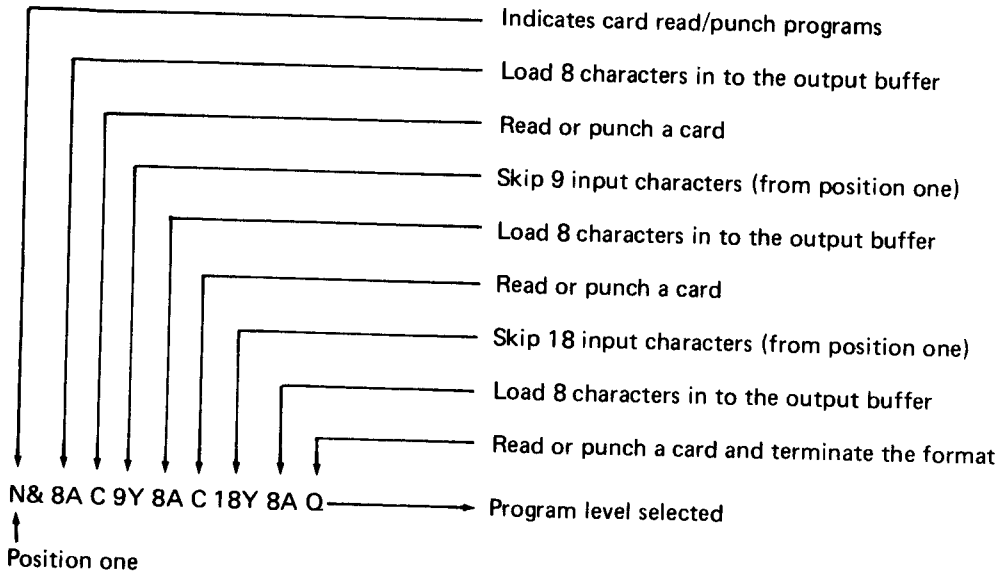 Indicates card read/punch programs
Load 8 characters in to the output buffer
Read or punch a card
Skip 9 input characters (from position one)
Load 8 characters in to the output buffer
Read or punch a card
Skip 18 input characters (from position one)
Load 8 characters in to the output buffer
Read or punch a card and terminate the format
N& 8A C 9Y 8A C 18Y 8A Q
Program level selected
Position one